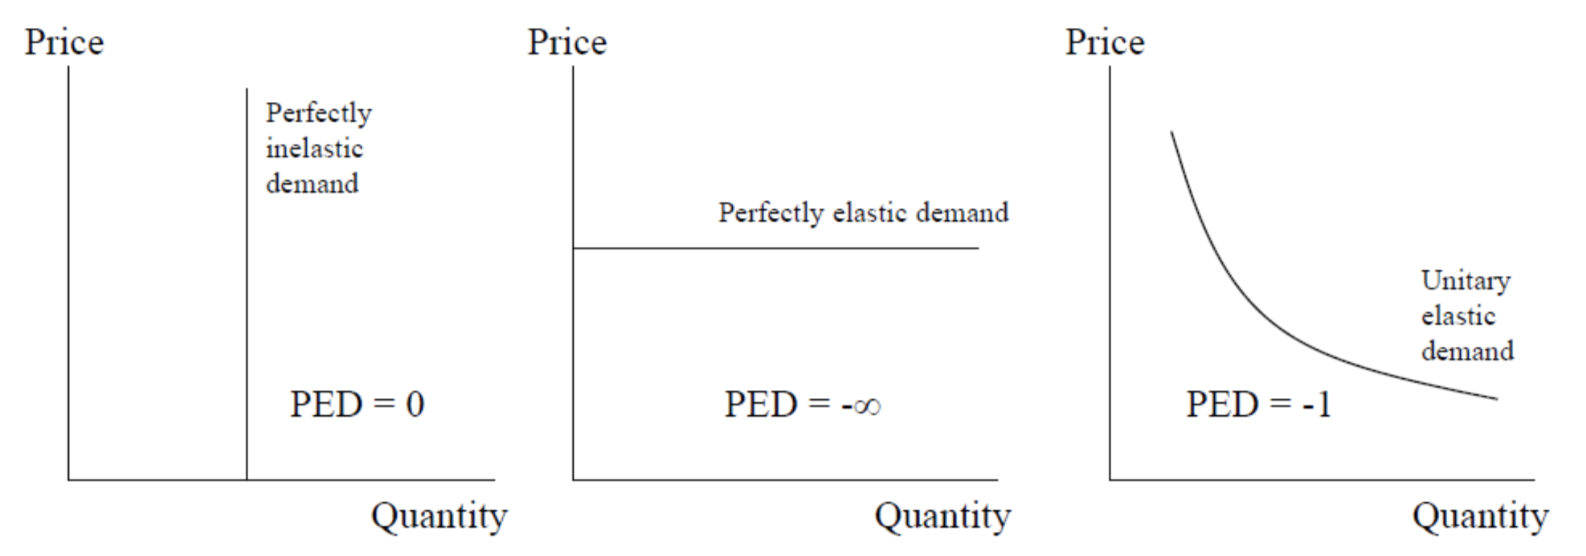 Price
Perfectly
inelastic
demand
PED = 0
Quantity
Price
Perfectly elastic demand
PED = -∞
Quantity
Price
Unitary
elastic
demand
PED = -1
Quantity